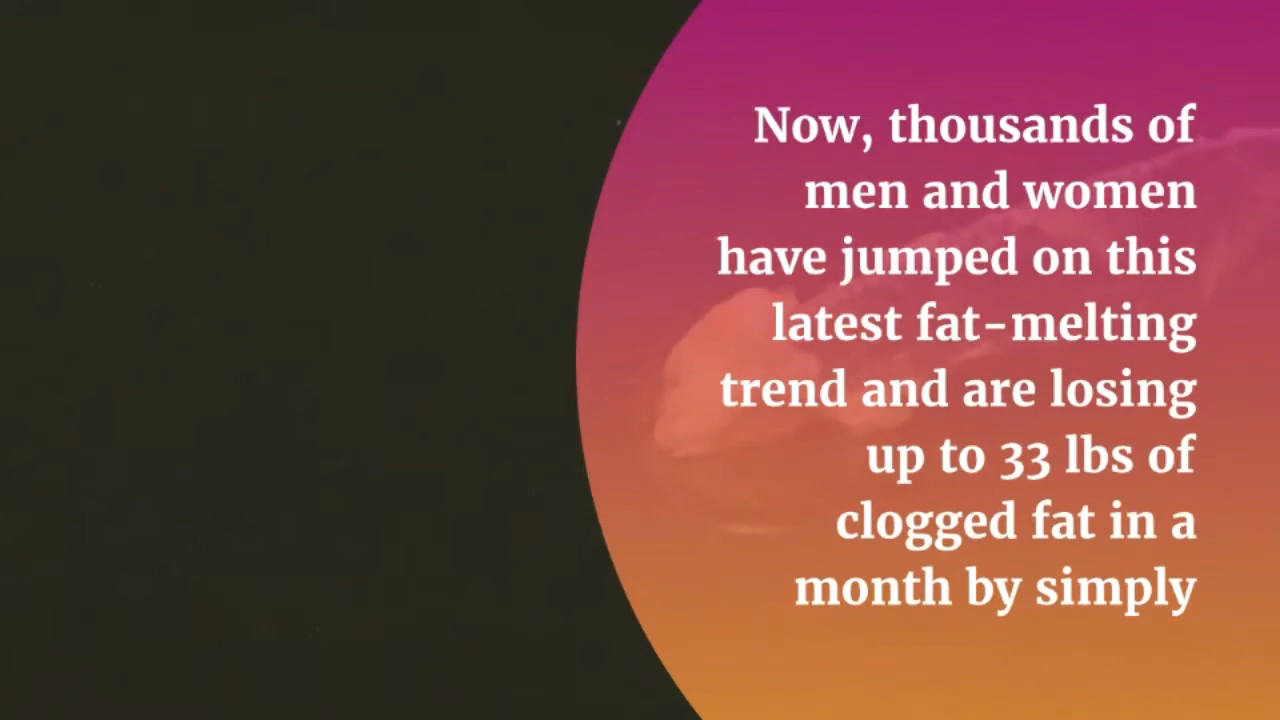 Now, thousands of
men and women
have jumped on this
latest fat-melting
trend and are losing
up to 33 lbs of
clogged fat in a
month by simply